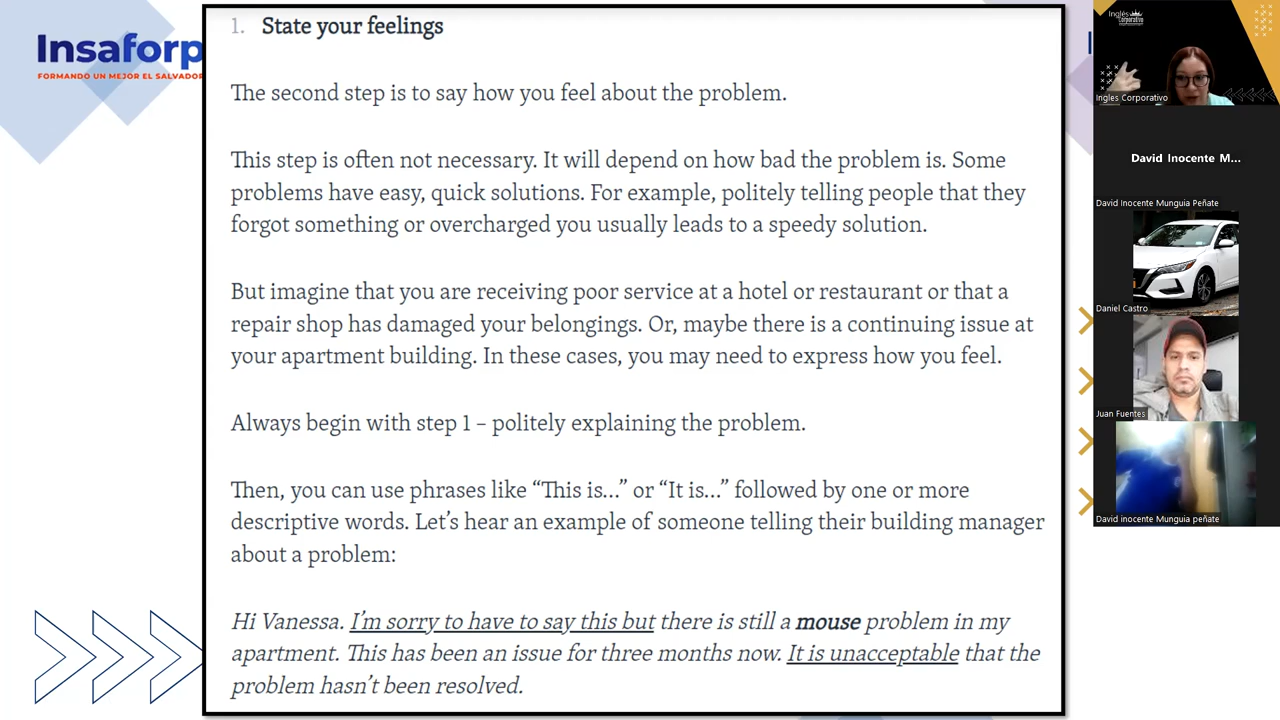 Insaforp
FORMANDO UN MEJOR EL SALVADOR
1. State your feelings
The second step is to say how you feel about the problem.
This step is often not necessary. It will depend on how bad the problem is. Some
problems have easy, quick solutions. For example, politely telling people that they
forgot something or overcharged you usually leads to a speedy solution.
But imagine that you are receiving poor service at a hotel or restaurant or that a
repair shop has damaged your belongings. Or, maybe there is a continuing issue at
your apartment building. In these cases, you may need to express how you feel.
Always begin with step 1 – politely explaining the problem.
Then, you can use phrases like “This is…” or “It is…” followed by one or more
descriptive words. Let’s hear an example of someone telling their building manager
about a problem:
Hi Vanessa. I’m sorry to have to say this but there is still a mouse problem in my
apartment. This has been an issue for three months now. It is unacceptable that the
problem hasn’t been resolved.
Inglés
Corporativo
Ingles Corporativo
David Inocente M...
David Inocente Munguia Peñate
Daniel Castro
Juan Fuentes
David inocente Munguia peñate